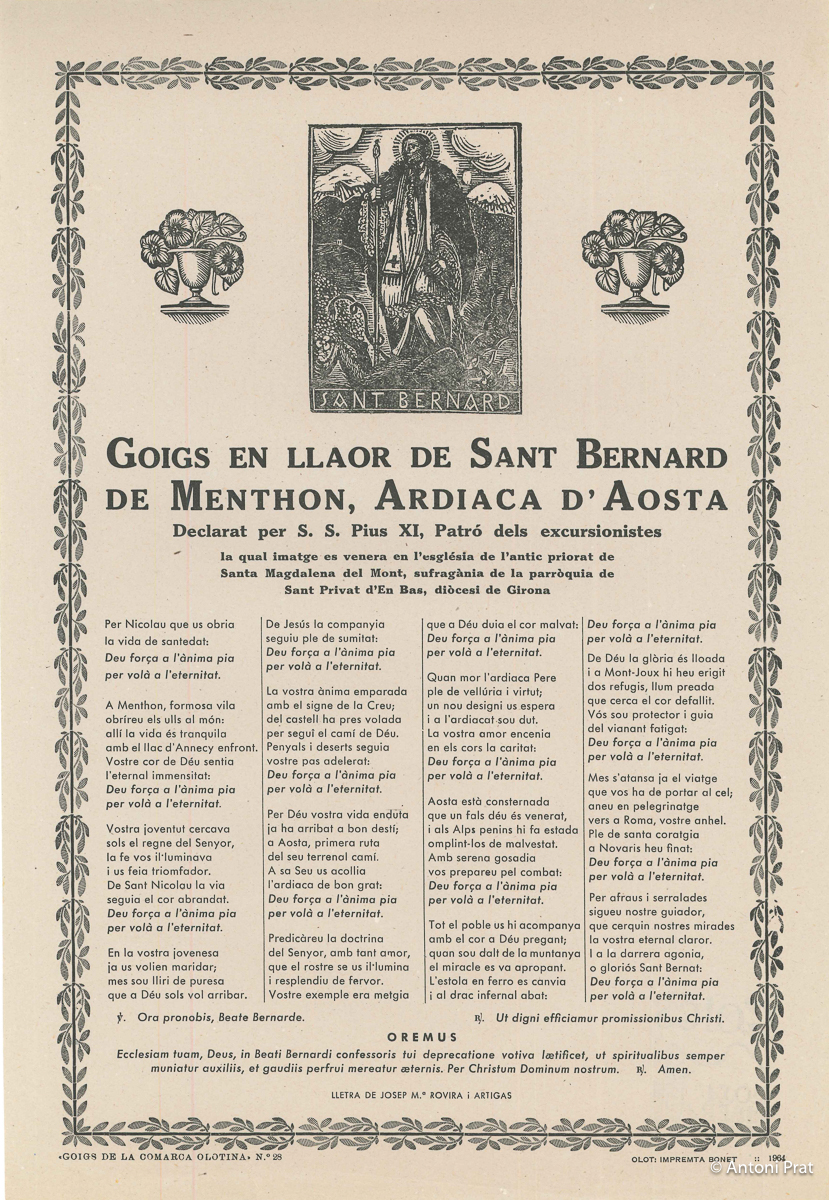 SANT BERNARD
GOIGS EN LLAOR DE SANT BERNARD
DE MENTHON, ARDIACA D'AOSTA
Declarat per S. S. Pius XI, Patró dels excursionistes
la qual imatge es venera en l'església de l'antic priorat de
Santa Magdalena del Mont, sufragània de la parròquia de
Sant Privat d'En Bas, diòcesi de Girona
Per Nicolau que us obria
la vida de santedat:
Deu força a l'ànima pia
per volà a l'eternitat.
A Menthon, formosa vila
obríreu els ulls al món:
allí la vida és tranquila
amb el llac d'Annecy enfront.
Vostre cor de Déu sentia
l'eternal immensitat:
Deu força a l'ànima pia
per volà a l'eternitat.
Vostra joventut cercava
sols el regne del Senyor,
la fe vos il·luminava
i us feia triomfador.
De Sant Nicolau la via
seguia el cor abrandat.
Deu força a l'ànima pia
per volà a l'eternitat.
En la vostra jovenesa
ja us volien maridar;
mes sou lliri de puresa
que a Déu sols vol arribar.
De Jesús la companyia
seguiu ple de sumitat:
Deu força a l'ànima pia
per volà a l'eternitat.
La vostra ànima emparada
amb el signe de la Creu;
del castell ha pres volada
per seguí el camí de Déu.
Penyals i deserts seguia
vostre pas adelerat:
Deu força a l'ànima pia
per volà a l'eternitat.
Per Déu vostra vida enduta
ja ha arribat a bon destí;
a Aosta, primera ruta
del seu terrenal camí.
A sa Seu us acollia
l'ardiaca de bon grat:
Deu força a l'ànima pia
per volà a l'eternitat.
Predicàreu la doctrina
del Senyor, amb tant amor,
que el rostre se us il·lumina
i resplendiu de fervor.
Vostre exemple era metgia
que a Déu duia el cor malvat:
Deu força a l'ànima pia
per volà a l'eternitat.
Quan mor l'ardiaca Pere
ple de vellúria i virtut;
un nou designi us espera
i a l'ardiacat sou dut.
La vostra amor encenia
en els cors la caritat:
Deu força a l'ànima pia
per volà a l'eternitat.
Aosta està consternada
que un fals déu és venerat,
i als Alps penins hi fa estada
omplint-los de malvestat.
Amb serena gosadia
vos prepareu pel combat:
Deu força a l'ànima pia
per volà a l'eternitat.
Tot el poble us hi acompanya
amb el cor a Déu pregant;
quan sou dalt de la muntanya
el miracle es va apropant.
L'estola en ferro es canvia
i al drac infernal abat:
Deu força a l'ànima pia
per volà a l'eternitat.
De Déu la glòria és lloada
i a Mont-Joux hi heu erigit
dos refugis, llum preada
que cerca el cor defallit.
Vós sou protector i guia
del vianant fatigat:
Deu força a l'ànima pia
per volà a l'eternitat.
Mes s'atansa ja el viatge
que vos ha de portar al cel;
aneu en pelegrinatge
vers a Roma, vostre anhel.
Ple de santa coratgia
a Novaris heu finat:
Deu força a l'ànima pia
per volà a l'eternitat.
Per afraus i serralades
sigueu nostre guiador,
que cerquin nostres mirades
la vostra eternal claror.
I a la darrera agonia,
o gloriós Sant Bernat:
Deu força a l'ànima pia
per volà a l'eternitat.
℣. Ora pronobis, Beate Bernarde. ℟. Ut digni efficiamur promissionibus Christi.
OREMUS
Ecclesiam tuam, Deus, in Beati Bernardi confessoris tui deprecatione votiva lætificet, ut spiritualibus semper
muniatur auxiliis, et gaudiis perfrui mereatur æternis. Per Christum Dominum nostrum. ℟. Amen.
LLETRA DE JOSEP M.ª ROVIRA i ARTIGAS
«GOIGS DE LA COMARCA OLOTINA» N.º 28
OLOT: IMPREMTA BONET :: 1964
© Antoni Prat